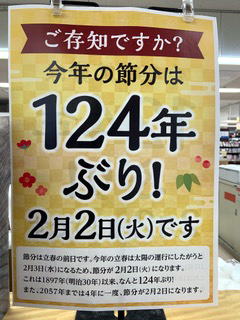 ご存知ですか?
今年の節分は
124年
ぶり!
2月2日(火)です
節分は立春の前日です。今年の立春は太陽の運行にしたがうと
2月3日(水)になるため、節分が2月2日(火)になります。
これは1897年(明治30年)以来、なんと124年ぶり!
また、2057年までは4年に一度、節分が2月2日になります。